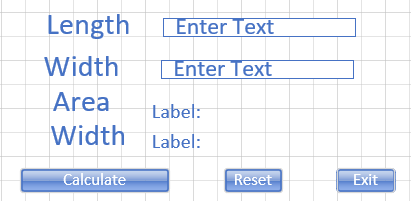 Length Enter Text
Width Enter Text
Area Label:
Width Label:
Calculate Reset Exit